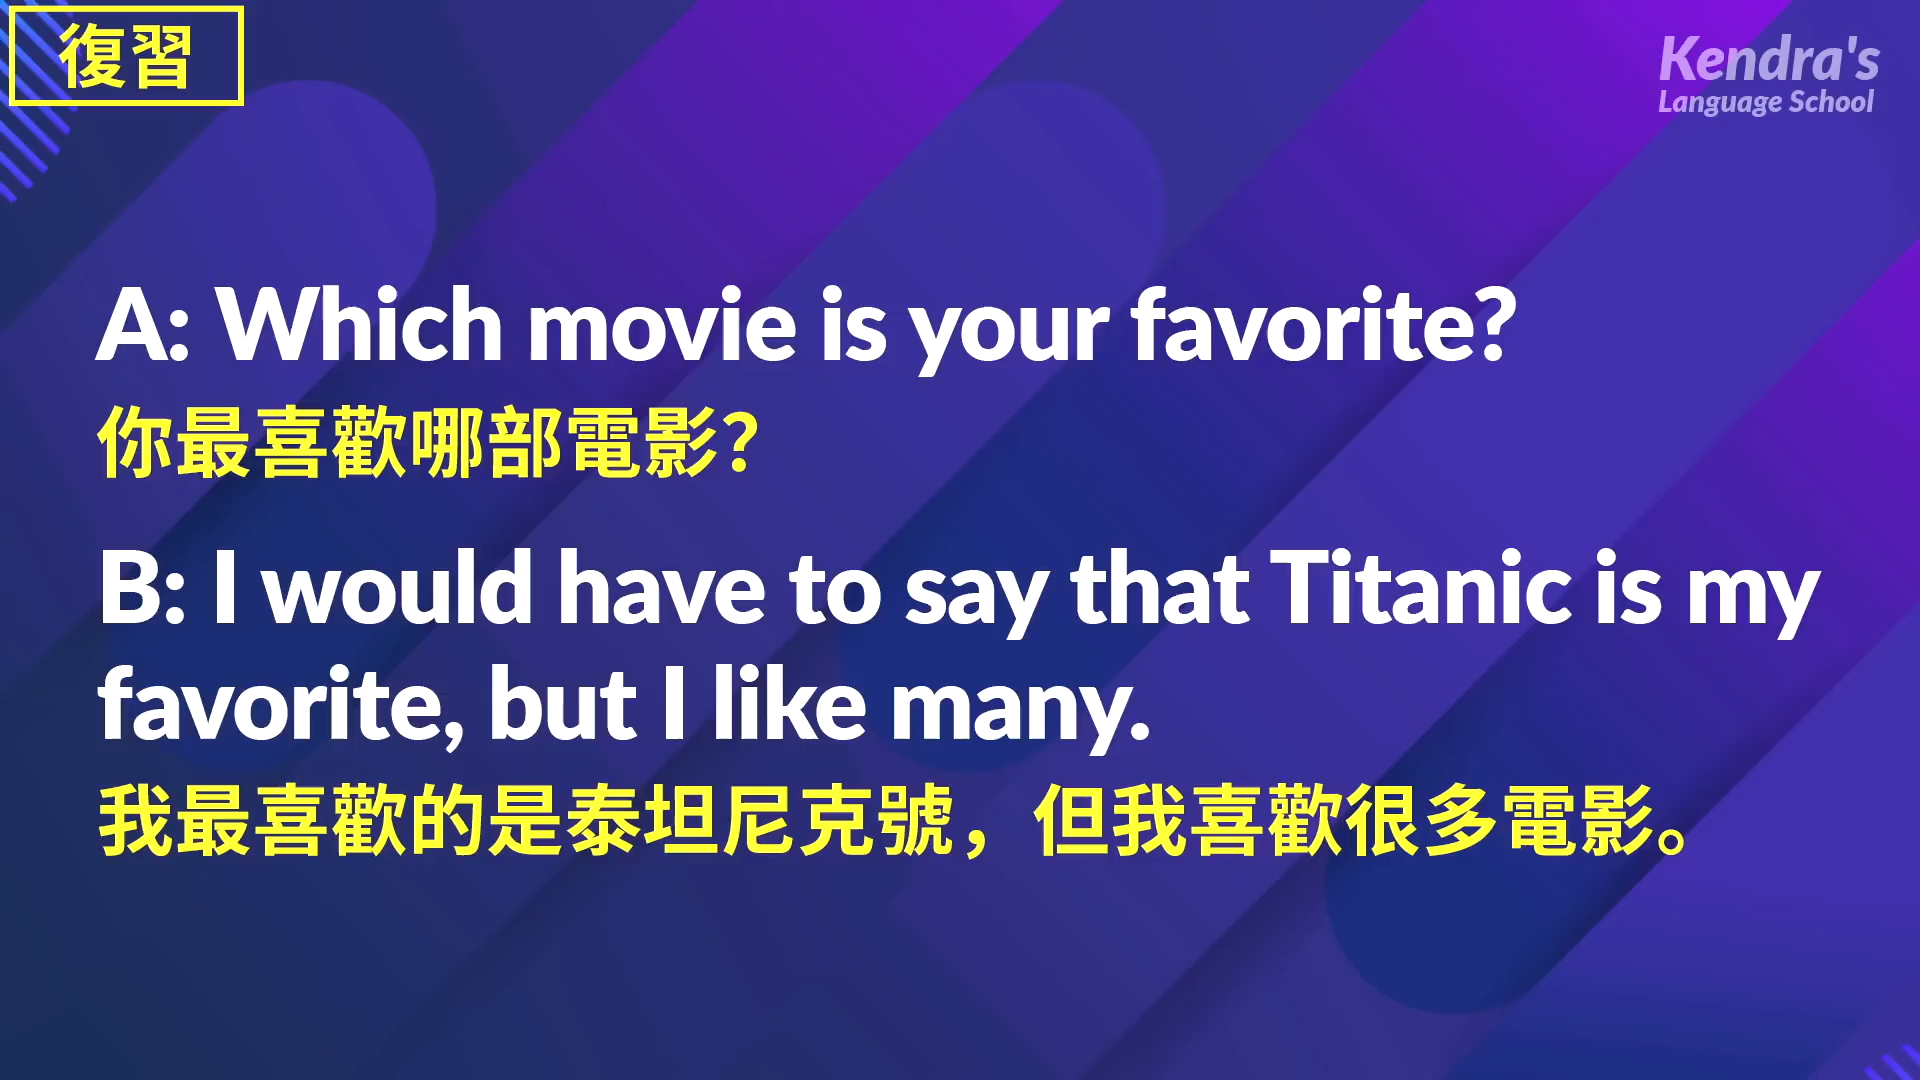 復習
Kendra's
Language School
A: Which movie is your favorite?
你最喜歡哪部電影？
B: I would have to say that Titanic is my
favorite, but I like many.
我最喜歡的是泰坦尼克號，但我喜歡很多電影。